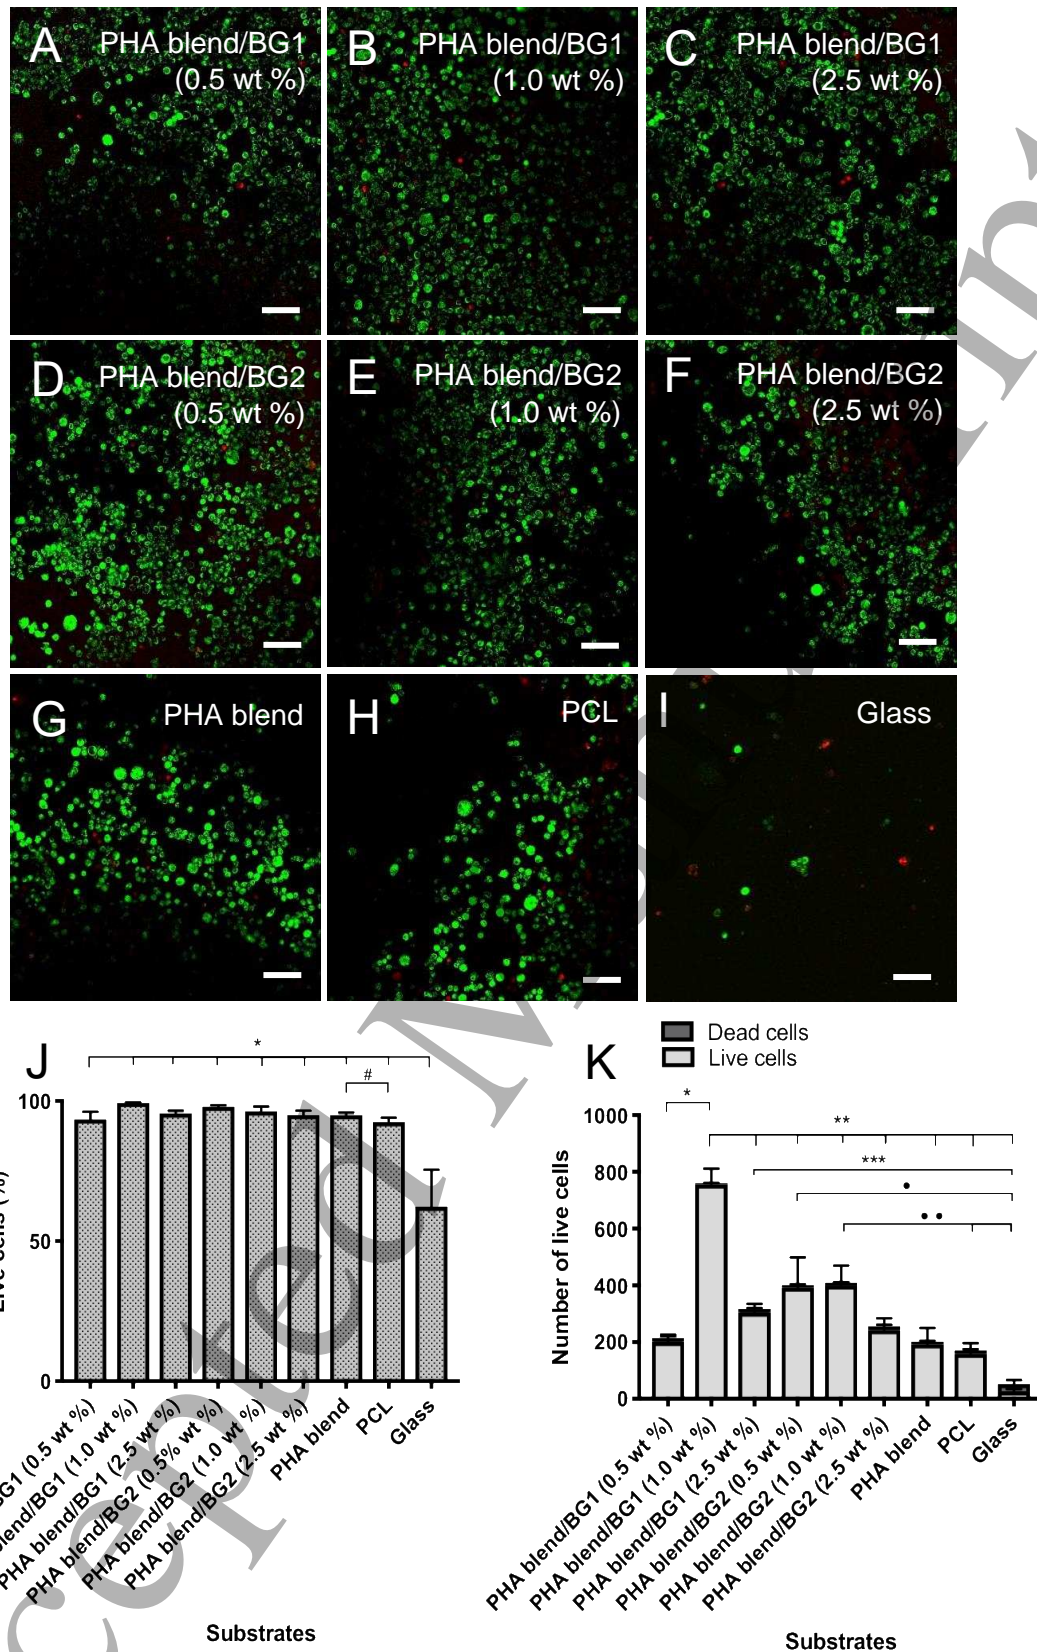 A PHA blend/BG1
(0.5 wt %)
B PHA blend/BG1
(1.0 wt %)
C PHA blend/BG1
(2.5 wt %)
D PHA blend/BG2
(0.5 wt %)
E PHA blend/BG2
(1.0 wt %)
F PHA blend/BG2
(2.5 wt %)
G PHA blend
H PCL
I Glass
J
*
#
100
50
0
BG1 (0.5 wt %)
blend/BG1 (1.0 wt %)
PHA blend/BG1 (2.5 wt %)
PHA blend/BG2 (0.5% wt %)
PHA blend/BG2 (1.0 wt %)
PHA blend/BG2 (2.5 wt %)
PHA blend
PCL
Glass
Substrates
K
Dead cells
Live cells
*
**
***
•
• •
Number of live cells
1000
800
600
400
200
0
PHA blend/BG1 (0.5 wt %)
PHA blend/BG1 (1.0 wt %)
PHA blend/BG1 (2.5 wt %)
PHA blend/BG2 (0.5 wt %)
PHA blend/BG2 (1.0 wt %)
PHA blend/BG2 (2.5 wt %)
PHA blend
PCL
Glass
Substrates